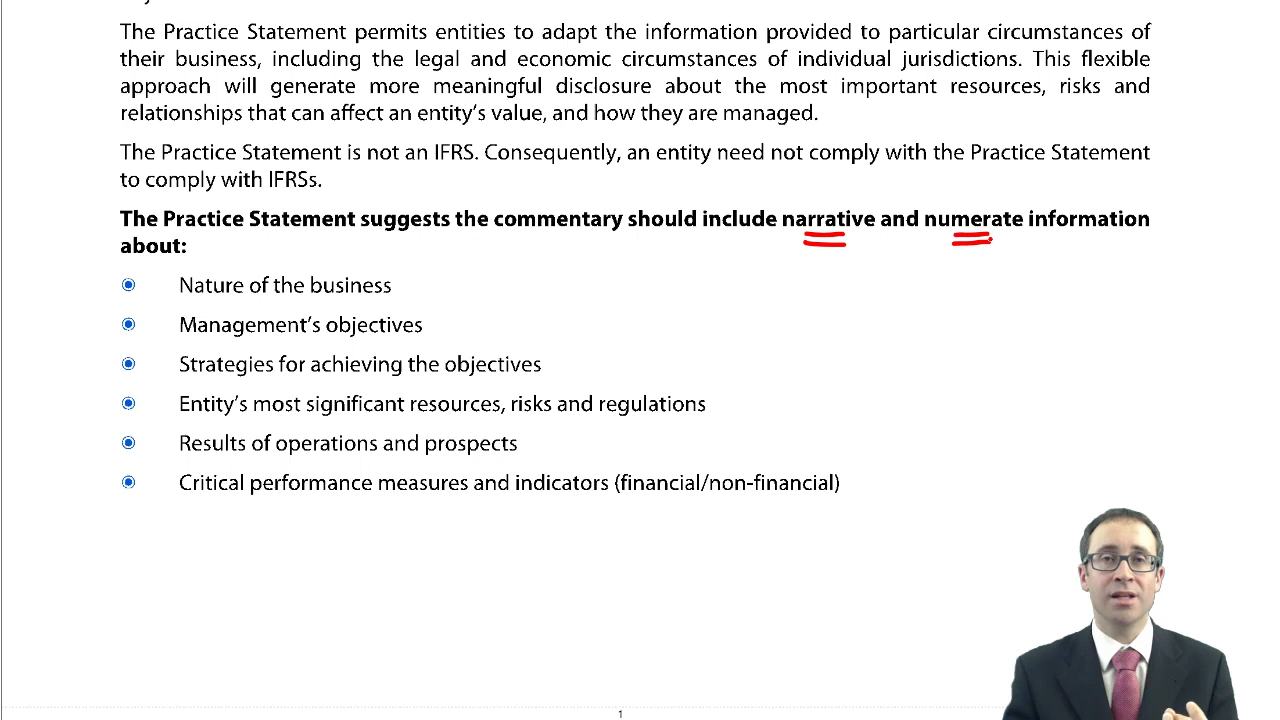 The Practice Statement permits entities to adapt the information provided to particular circumstances of
their business, including the legal and economic circumstances of individual jurisdictions. This flexible
approach will generate more meaningful disclosure about the most important resources, risks and
relationships that can affect an entity's value, and how they are managed.
The Practice Statement is not an IFRS. Consequently, an entity need not comply with the Practice Statement
to comply with IFRSs.
The Practice Statement suggests the commentary should include narrative and numerate information
about:
Nature of the business
Management's objectives
Strategies for achieving the objectives
Entity's most significant resources, risks and regulations
Results of operations and prospects
Critical performance measures and indicators (financial/non-financial)
1